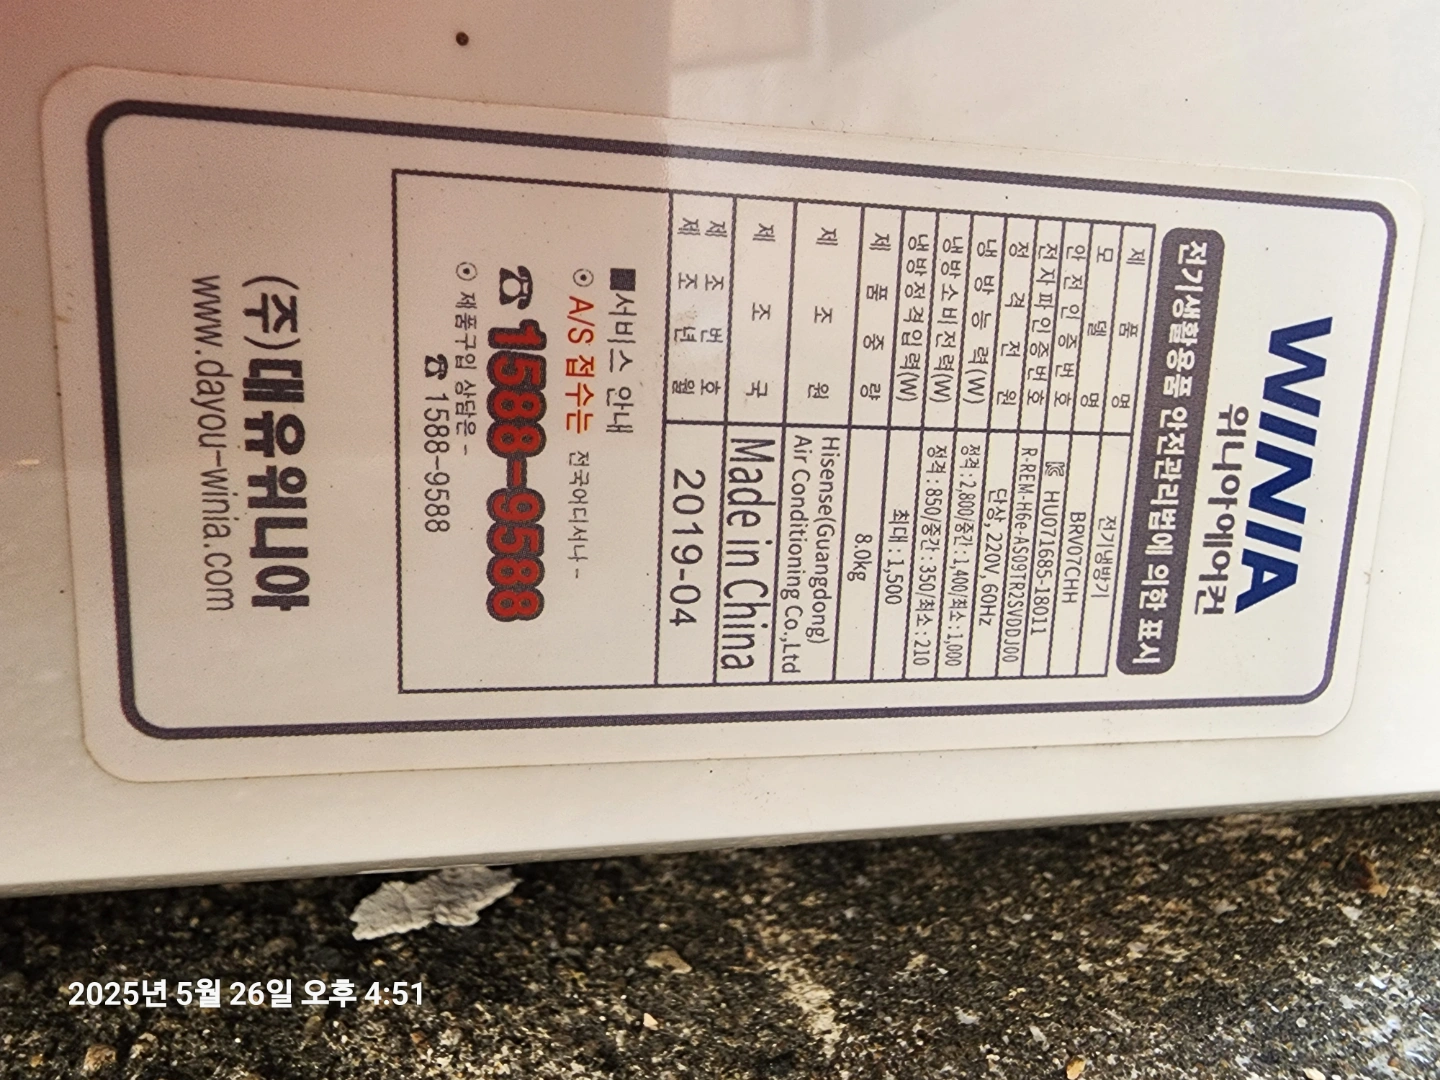 WINIA
위니아에어컨
전기생활용품 안전관리법에 의한 표시
제품명 전기냉방기
모델명 BRV07CHH
안전인증번호 HU071685-18011
전자파인증번호 R-REM-HRe-AS09TR2SVDDJ00
정격전원 단상, 220V, 60Hz
냉방능력(W) 정격:2,800/중간:1,400/최소:1,000
냉방소비전력(W) 정격:850/중간:350/최소:210
냉방정격입력(W) 최대:1,500
제품중량 8.0kg
제조원 Hisense(Guangdong)
Air Conditioning Co.,Ltd
제조국 Made in China
제조번호
제조년월 2019-04
■서비스 안내
⊙ A/S 접수는 전국어디서나 -
☎ 1588-9588
⊙ 제품구입 상담은 -
☎ 1588-9588
(주)대유위니아
www.dayou-winia.com
2025년 5월 26일 오후 4:51